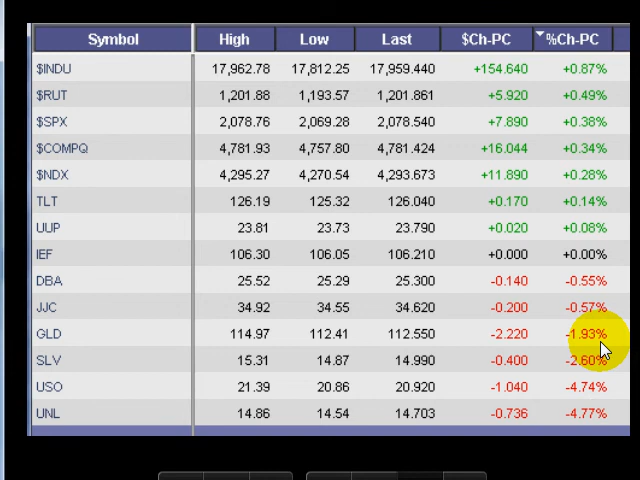 Symbol High Low Last $Ch-PC %Ch-PC
$INDU 17,962.78 17,812.25 17,959.440 +154.640 +0.87%
$RUT 1,201.88 1,193.57 1,201.861 +5.920 +0.49%
$SPX 2,078.76 2,069.28 2,078.540 +7.890 +0.38%
$COMPQ 4,781.93 4,757.80 4,781.424 +16.044 +0.34%
$NDX 4,295.27 4,270.54 4,293.673 +11.890 +0.28%
TLT 126.19 125.32 126.040 +0.170 +0.14%
UUP 23.81 23.73 23.790 +0.020 +0.08%
IEF 106.30 106.05 106.210 +0.000 +0.00%
DBA 25.52 25.29 25.300 -0.140 -0.55%
JJC 34.92 34.55 34.620 -0.200 -0.57%
GLD 114.97 112.41 112.550 -2.220 -1.93%
SLV 15.31 14.87 14.990 -0.400 -2.60%
USO 21.39 20.86 20.920 -1.040 -4.74%
UNL 14.86 14.54 14.703 -0.736 -4.77%